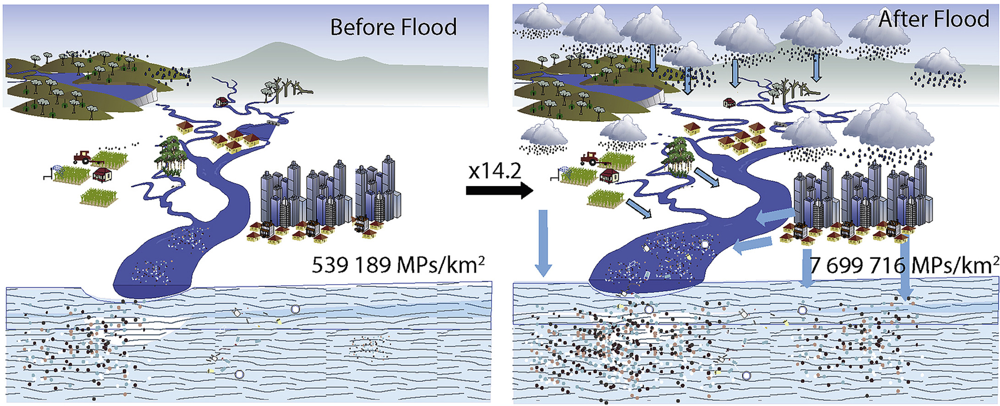 Before Flood
After Flood
x14.2
539 189 MPs/km²
7 699 716 MPs/km²